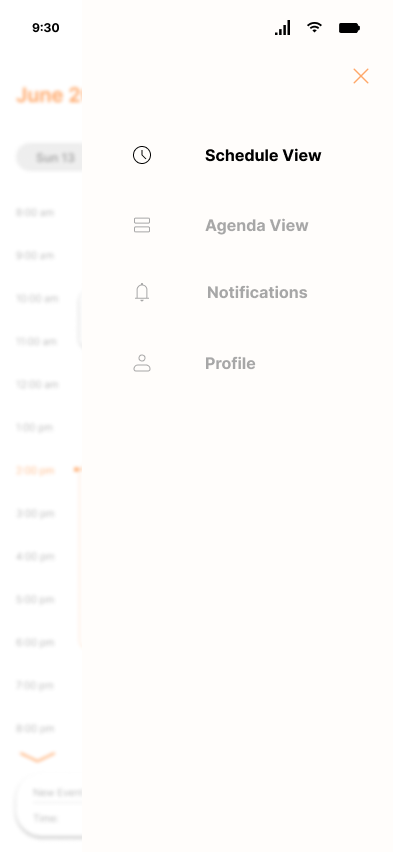 9:30
June 2
Sun 13
Schedule View
Agenda View
Notifications
Profile
8:00 am
9:00 am
10:00 am
11:00 am
12:00 am
1:00 pm
2:00 pm
3:00 pm
4:00 pm
5:00 pm
6:00 pm
7:00 pm
8:00 pm
New Event